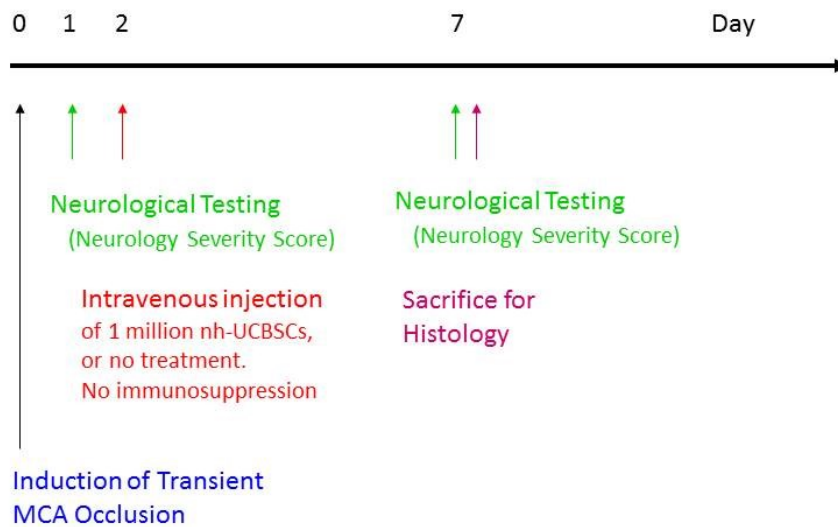 0 1 2 7 Day
Neurological Testing
(Neurology Severity Score)
Intravenous injection
of 1 million nh-UCBSCs,
or no treatment.
No immunosuppression
Neurological Testing
(Neurology Severity Score)
Sacrifice for
Histology
Induction of Transient
MCA Occlusion